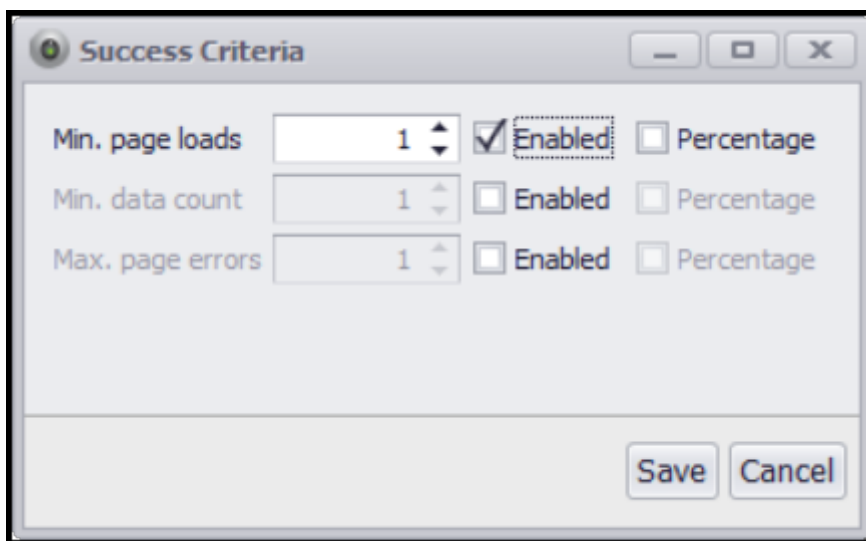 Success Criteria
Min. page loads 1 Enabled Percentage
Min. data count 1 Enabled Percentage
Max. page errors 1 Enabled Percentage
Save Cancel